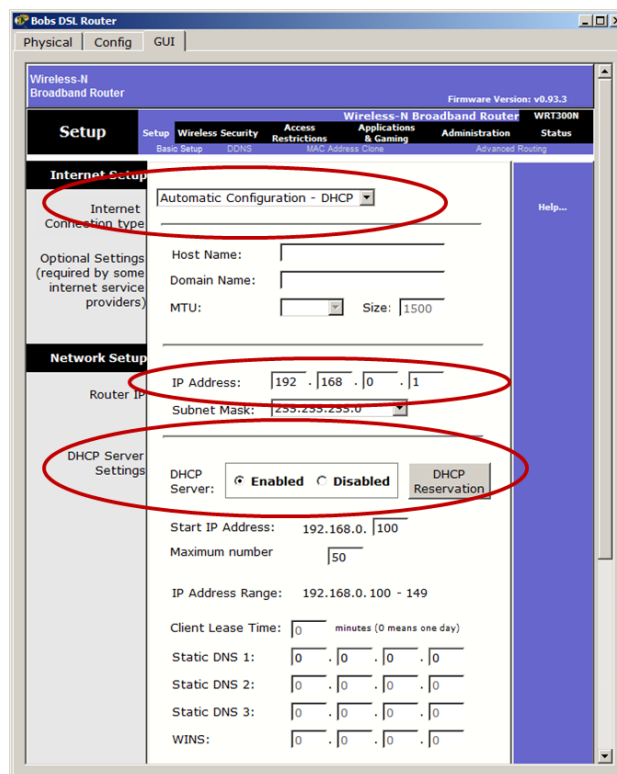 Bobs DSL Router
Physical Config GUI
Wireless-N
Broadband Router
Firmware Version: v0.93.3
Wireless-N Broadband Router WRT300N
Setup
Setup Wireless Security Access Restrictions Applications & Gaming Administration Status
Basic Setup DDNS MAC Address Clone Advanced Routing
Internet Setup
Internet Connection type
Automatic Configuration - DHCP
Help...
Optional Settings
(required by some
internet service
providers)
Host Name:
Domain Name:
MTU: Size: 1500
Network Setup
Router IP
IP Address: 192 . 168 . 0 . 1
Subnet Mask: 255.255.255.0
DHCP Server
Settings
DHCP
Server: Enabled Disabled
DHCP
Reservation
Start IP Address: 192.168.0. 100
Maximum number 50
IP Address Range: 192.168.0.100 - 149
Client Lease Time: 0 minutes (0 means one day)
Static DNS 1: 0 . 0 . 0 . 0
Static DNS 2: 0 . 0 . 0 . 0
Static DNS 3: 0 . 0 . 0 . 0
WINS: 0 . 0 . 0 . 0